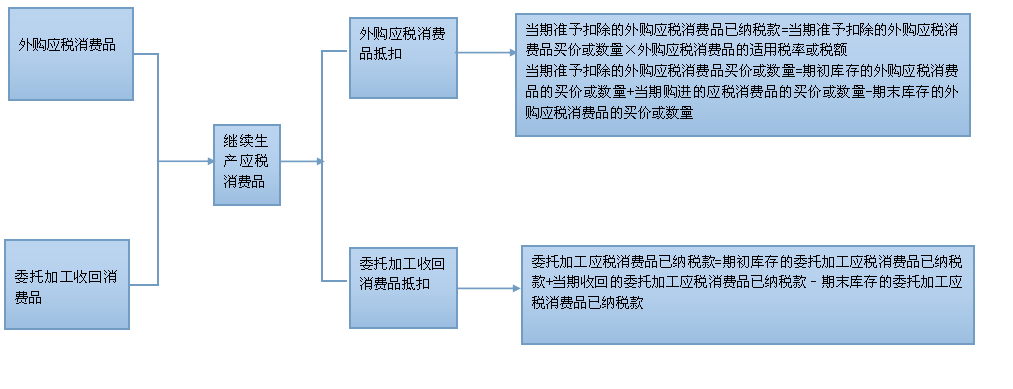 外购应税消费品
委托加工收回消
费品
继续生
产应税
消费品
外购应税消费
品抵扣
当期准予扣除的外购应税消费品已纳税款=当期准予扣除的外购应税消
费品买价或数量×外购应税消费品的适用税率或税额
当期准予扣除的外购应税消费品买价或数量=期初库存的外购应税消费
品的买价或数量+当期购进的应税消费品的买价或数量-期末库存的外
购应税消费品的买价或数量
委托加工收回
消费品抵扣
委托加工应税消费品已纳税款=期初库存的委托加工应税消费品已纳税
款+当期收回的委托加工应税消费品已纳税款 - 期末库存的委托加工应
税消费品已纳税款